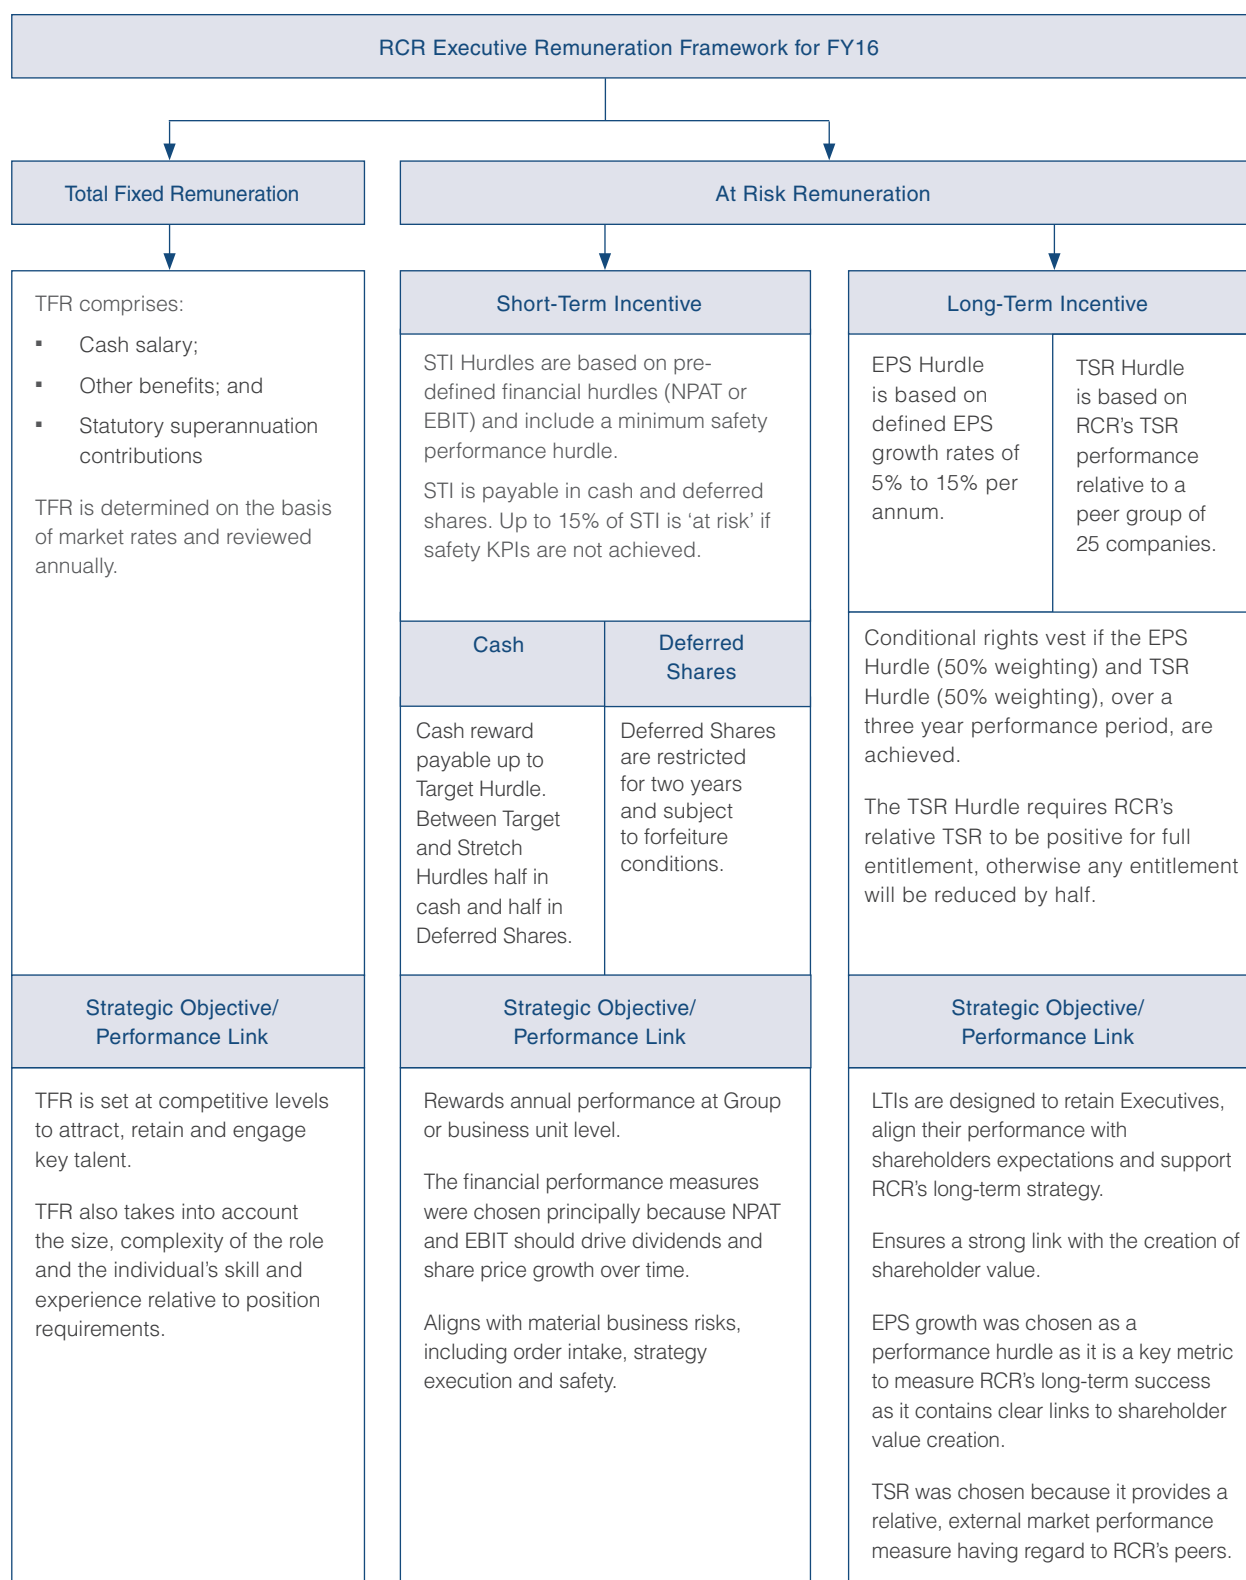 RCR Executive Remuneration Framework for FY16
Total Fixed Remuneration
At Risk Remuneration
TFR comprises:
▪ Cash salary;
▪ Other benefits; and
▪ Statutory superannuation
contributions
TFR is determined on the basis
of market rates and reviewed
annually.
Short-Term Incentive
STI Hurdles are based on pre-
defined financial hurdles (NPAT or
EBIT) and include a minimum safety
performance hurdle.
STI is payable in cash and deferred
shares. Up to 15% of STI is ‘at risk’ if
safety KPIs are not achieved.
Cash
Cash reward
payable up to
Target Hurdle.
Between Target
and Stretch
Hurdles half in
cash and half in
Deferred Shares.
Deferred
Shares
Deferred Shares
are restricted
for two years
and subject
to forfeiture
conditions.
Long-Term Incentive
EPS Hurdle
is based on
defined EPS
growth rates of
5% to 15% per
annum.
TSR Hurdle
is based on
RCR’s TSR
performance
relative to a
peer group of
25 companies.
Conditional rights vest if the EPS
Hurdle (50% weighting) and TSR
Hurdle (50% weighting), over a
three year performance period, are
achieved.
The TSR Hurdle requires RCR’s
relative TSR to be positive for full
entitlement, otherwise any entitlement
will be reduced by half.
Strategic Objective/
Performance Link
TFR is set at competitive levels
to attract, retain and engage
key talent.
TFR also takes into account
the size, complexity of the role
and the individual’s skill and
experience relative to position
requirements.
Strategic Objective/
Performance Link
Rewards annual performance at Group
or business unit level.
The financial performance measures
were chosen principally because NPAT
and EBIT should drive dividends and
share price growth over time.
Aligns with material business risks,
including order intake, strategy
execution and safety.
Strategic Objective/
Performance Link
LTIs are designed to retain Executives,
align their performance with
shareholders expectations and support
RCR’s long-term strategy.
Ensures a strong link with the creation of
shareholder value.
EPS growth was chosen as a
performance hurdle as it is a key metric
to measure RCR’s long-term success
as it contains clear links to shareholder
value creation.
TSR was chosen because it provides a
relative, external market performance
measure having regard to RCR’s peers.